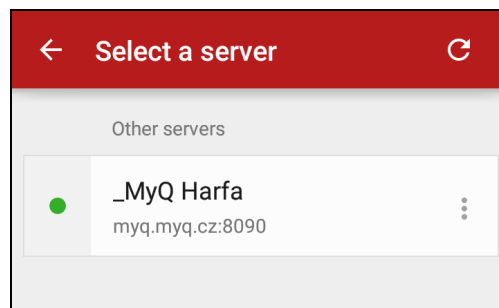 Select a server
Other servers
_MyQ Harfa
myq.myq.cz:8090